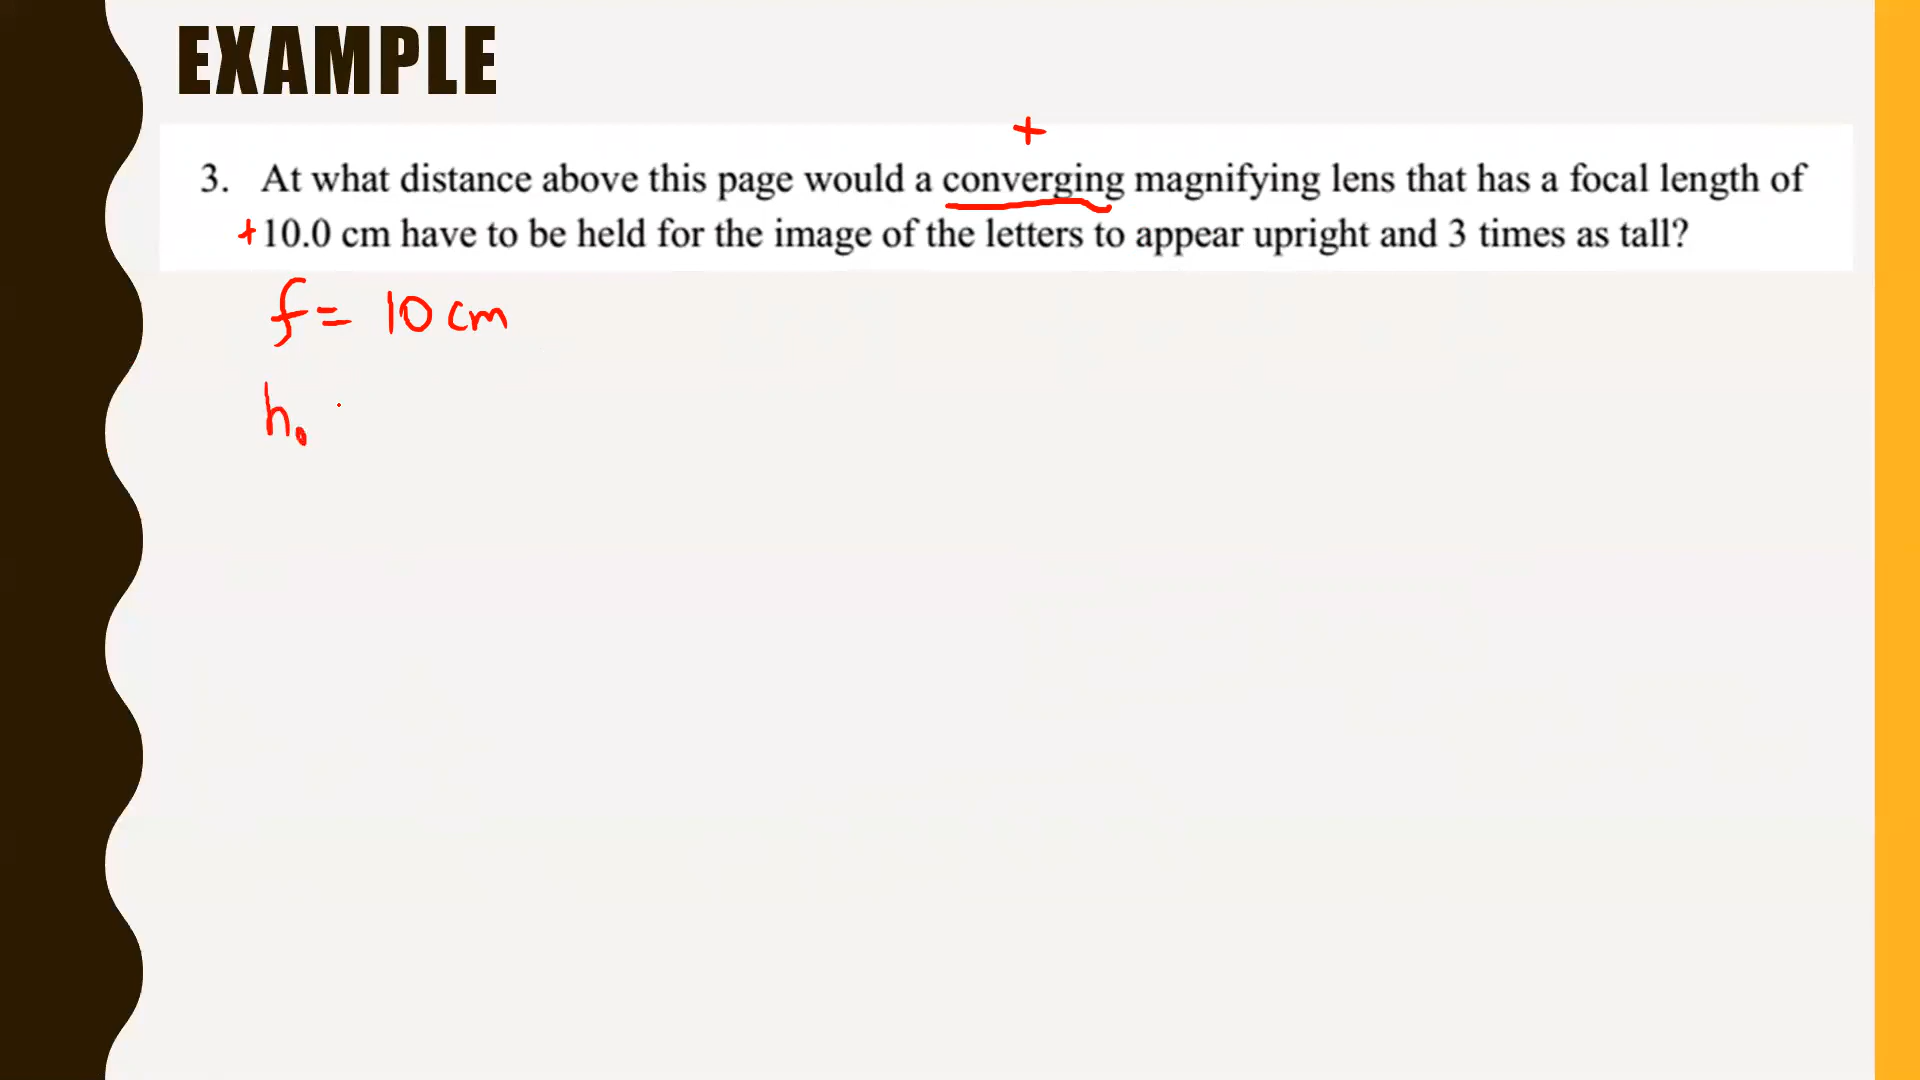 EXAMPLE
+
3. At what distance above this page would a converging magnifying lens that has a focal length of
+10.0 cm have to be held for the image of the letters to appear upright and 3 times as tall?
f = 10 cm
ho